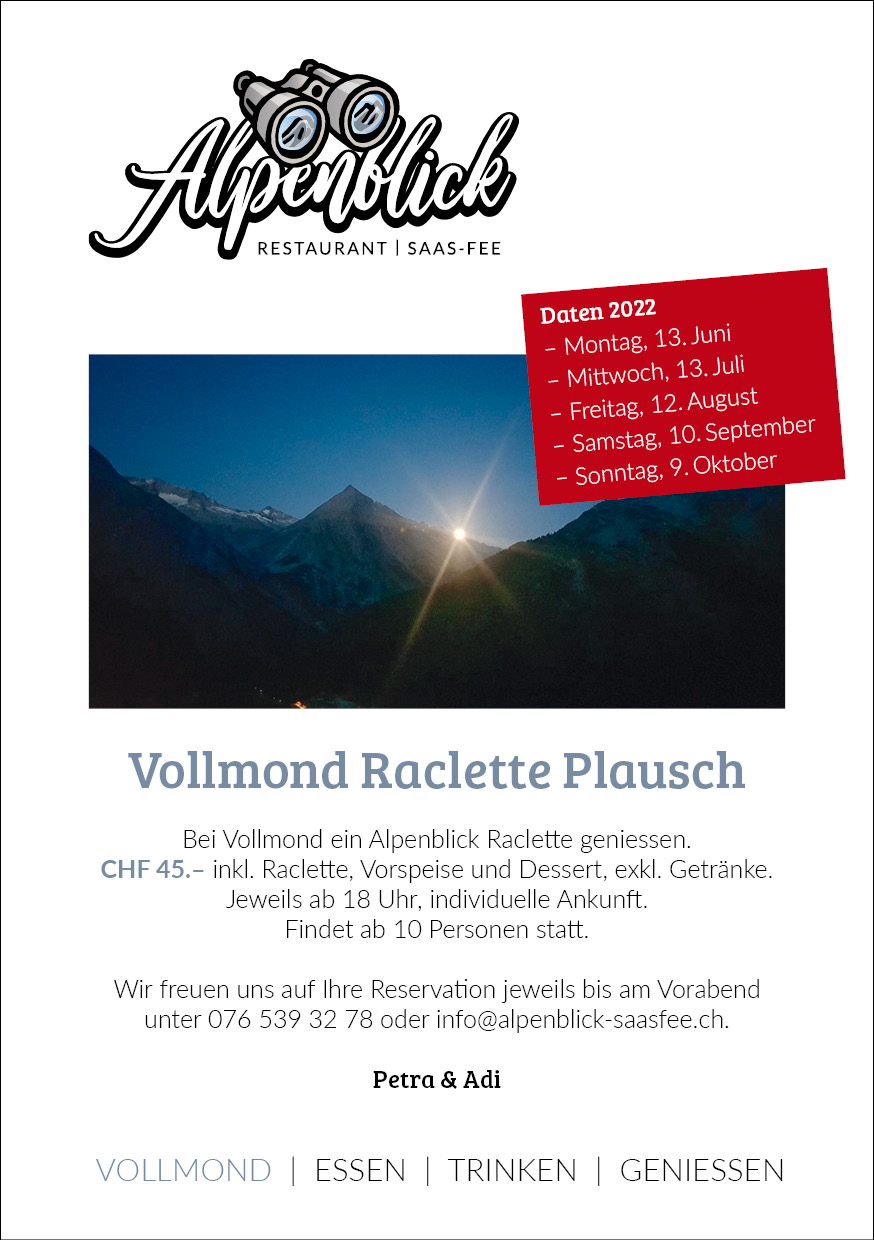 Alpenblick
RESTAURANT | SAAS-FEE
Daten 2022
– Montag, 13. Juni
– Mittwoch, 13. Juli
– Freitag, 12. August
– Samstag, 10. September
– Sonntag, 9. Oktober
Vollmond Raclette Plausch
Bei Vollmond ein Alpenblick Raclette geniessen.
CHF 45.– inkl. Raclette, Vorspeise und Dessert, exkl. Getränke.
Jeweils ab 18 Uhr, individuelle Ankunft.
Findet ab 10 Personen statt.
Wir freuen uns auf Ihre Reservation jeweils bis am Vorabend
unter 076 539 32 78 oder info@alpenblick-saasfee.ch.
Petra & Adi
VOLLMOND | ESSEN | TRINKEN | GENIESSEN